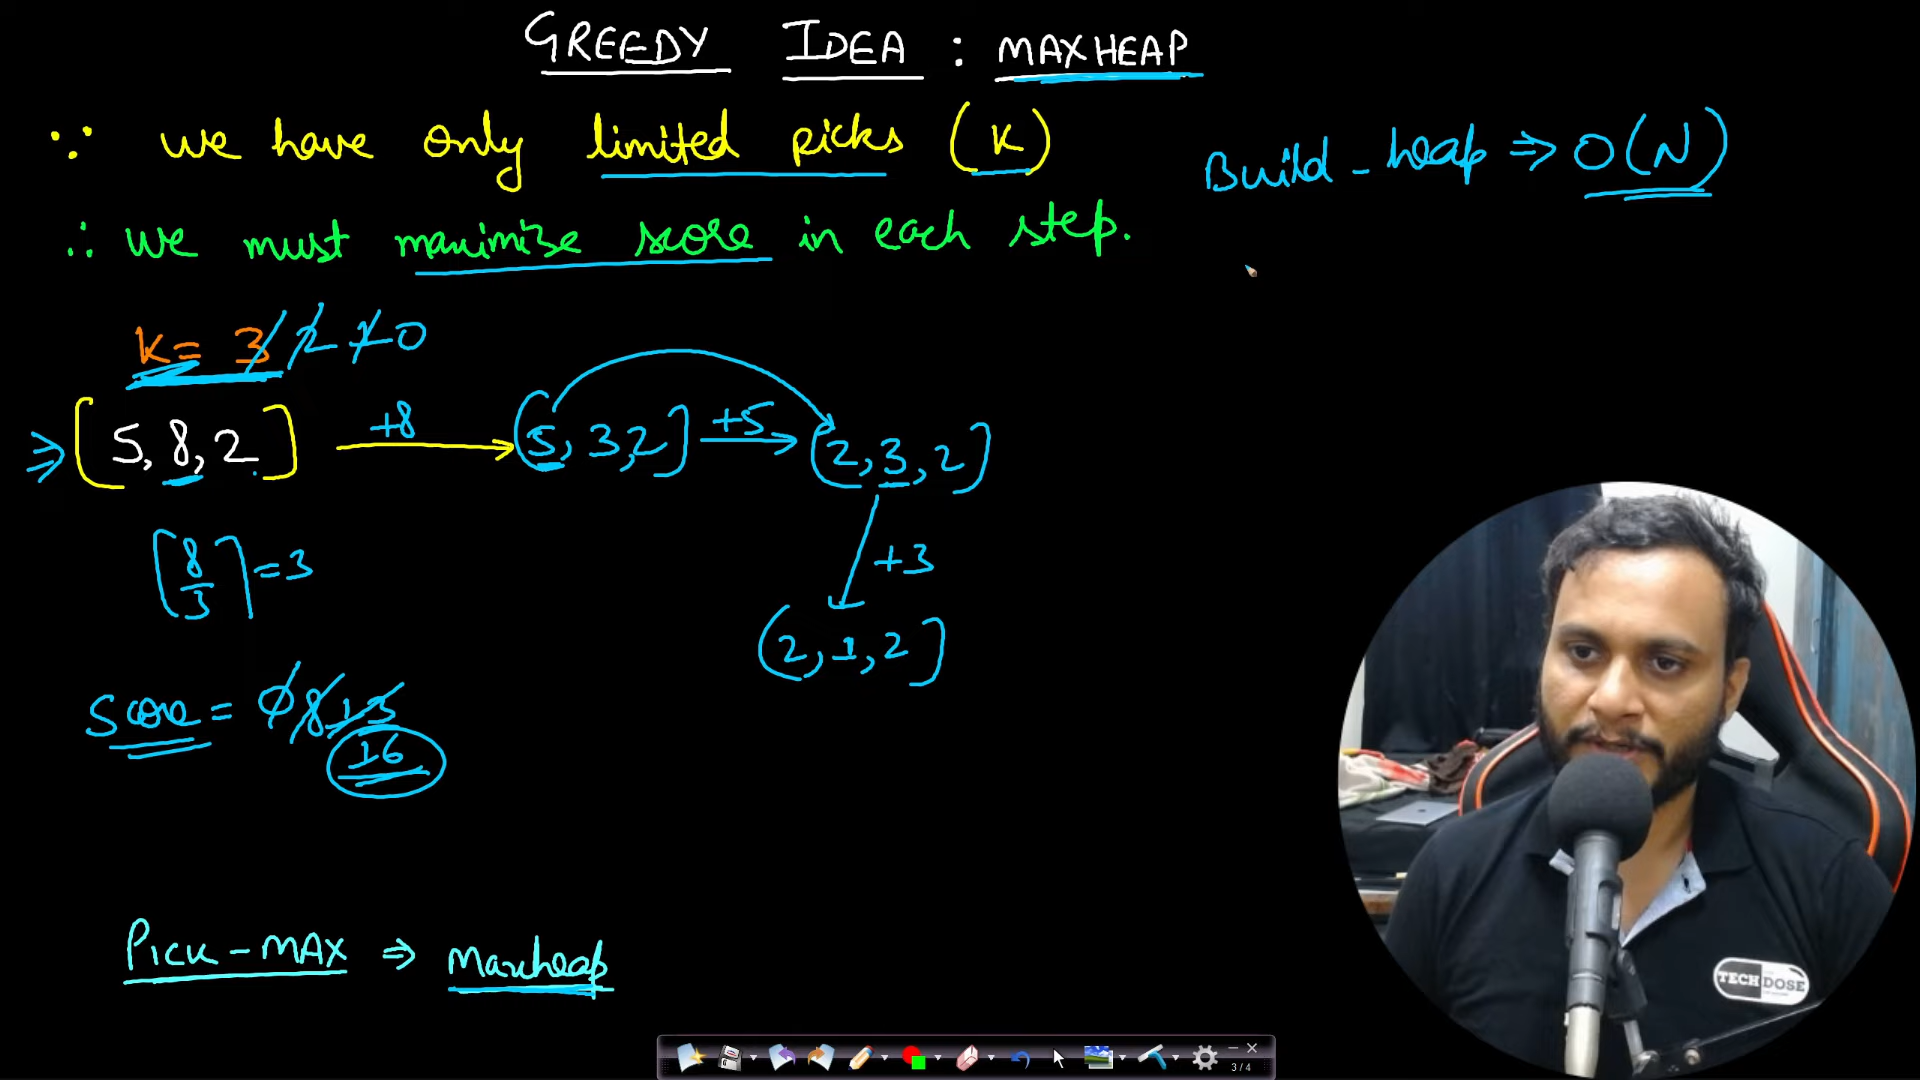 GREEDY IDEA : MAXHEAP
∵ we have only limited picks (K)
Build - heap ⇒ O(N)
∴ we must maximize score in each step.
K = 3 2 1 0
⇒ [5, 8, 2] +8 [5, 3, 2] +5 [2, 3, 2]
⌈8/3⌉ = 3
+3
[2, 1, 2]
Score = 0 8 13
16
PICK - MAX ⇒ Maxheap
TECH DOSE
3 / 4